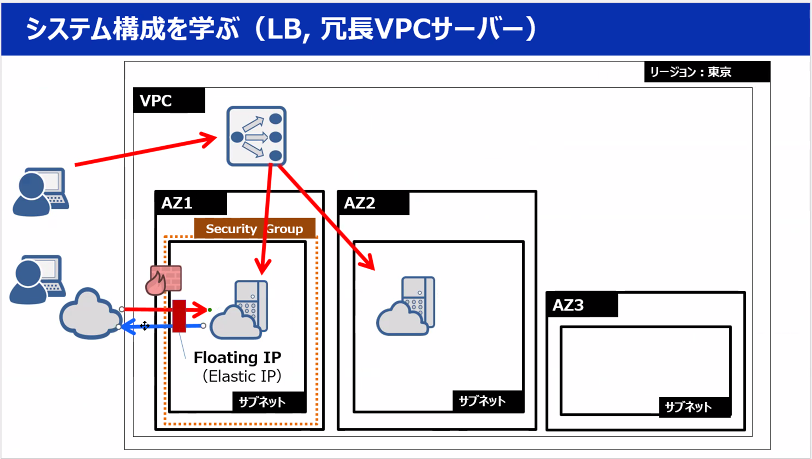 システム構成を学ぶ（LB, 冗長VPCサーバー）
リージョン：東京
VPC
AZ1
AZ2
Security Group
AZ3
Floating IP
（Elastic IP）
サブネット
サブネット
サブネット